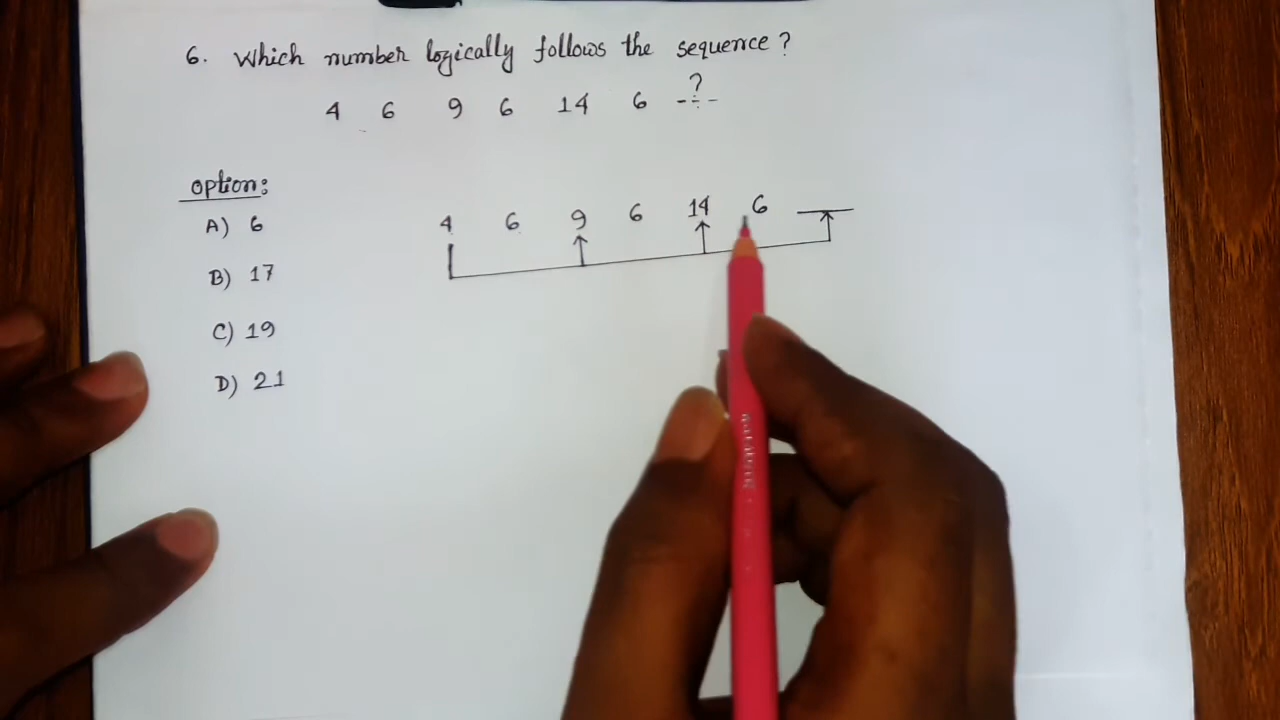 6. Which number logically follows the sequence ?
4 6 9 6 14 6 --?--
option:
A) 6
B) 17
C) 19
D) 21
4 6 9 6 14 6 __